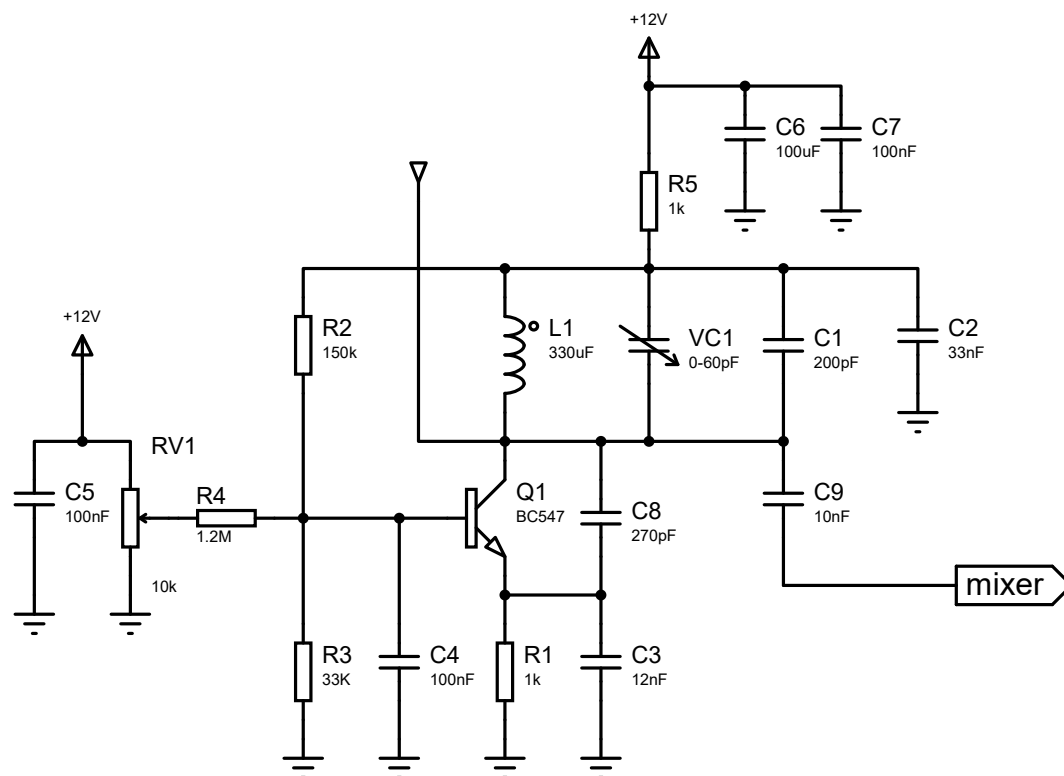 +12V
C6
100uF
C7
100nF
R5
1k
+12V
R2
150k
L1
330uF
VC1
0-60pF
C1
200pF
C2
33nF
RV1
C5
100nF
R4
1.2M
10k
Q1
BC547
C8
270pF
C9
10nF
mixer
R3
33K
C4
100nF
R1
1k
C3
12nF